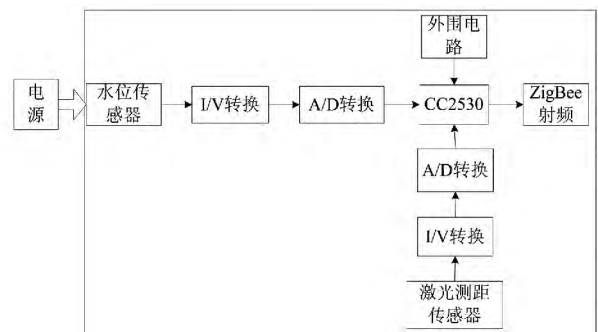 外围电
路
电
源
水位传
感器
I/V转换
A/D转换
CC2530
ZigBee
射频
A/D转换
I/V转换
激光测距
传感器